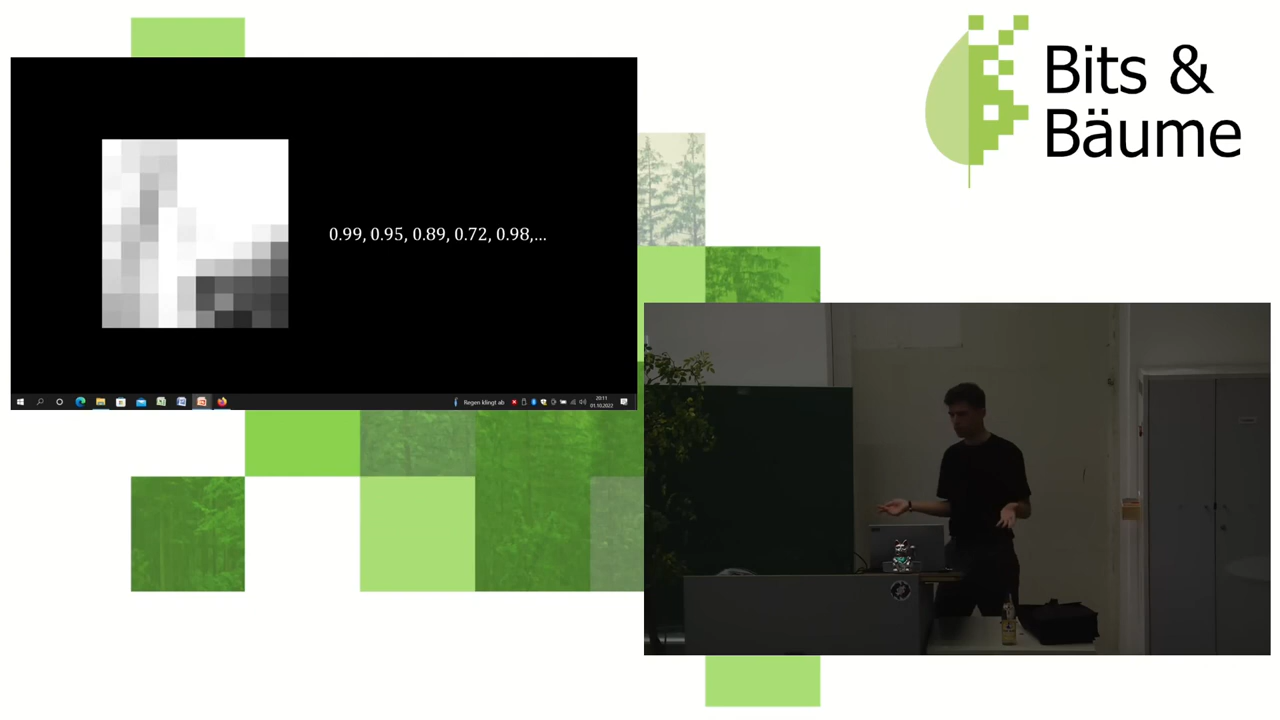 Bits &
Bäume
0.99, 0.95, 0.89, 0.72, 0.98,...
Regen klingt ab
20:11
01.10.2022